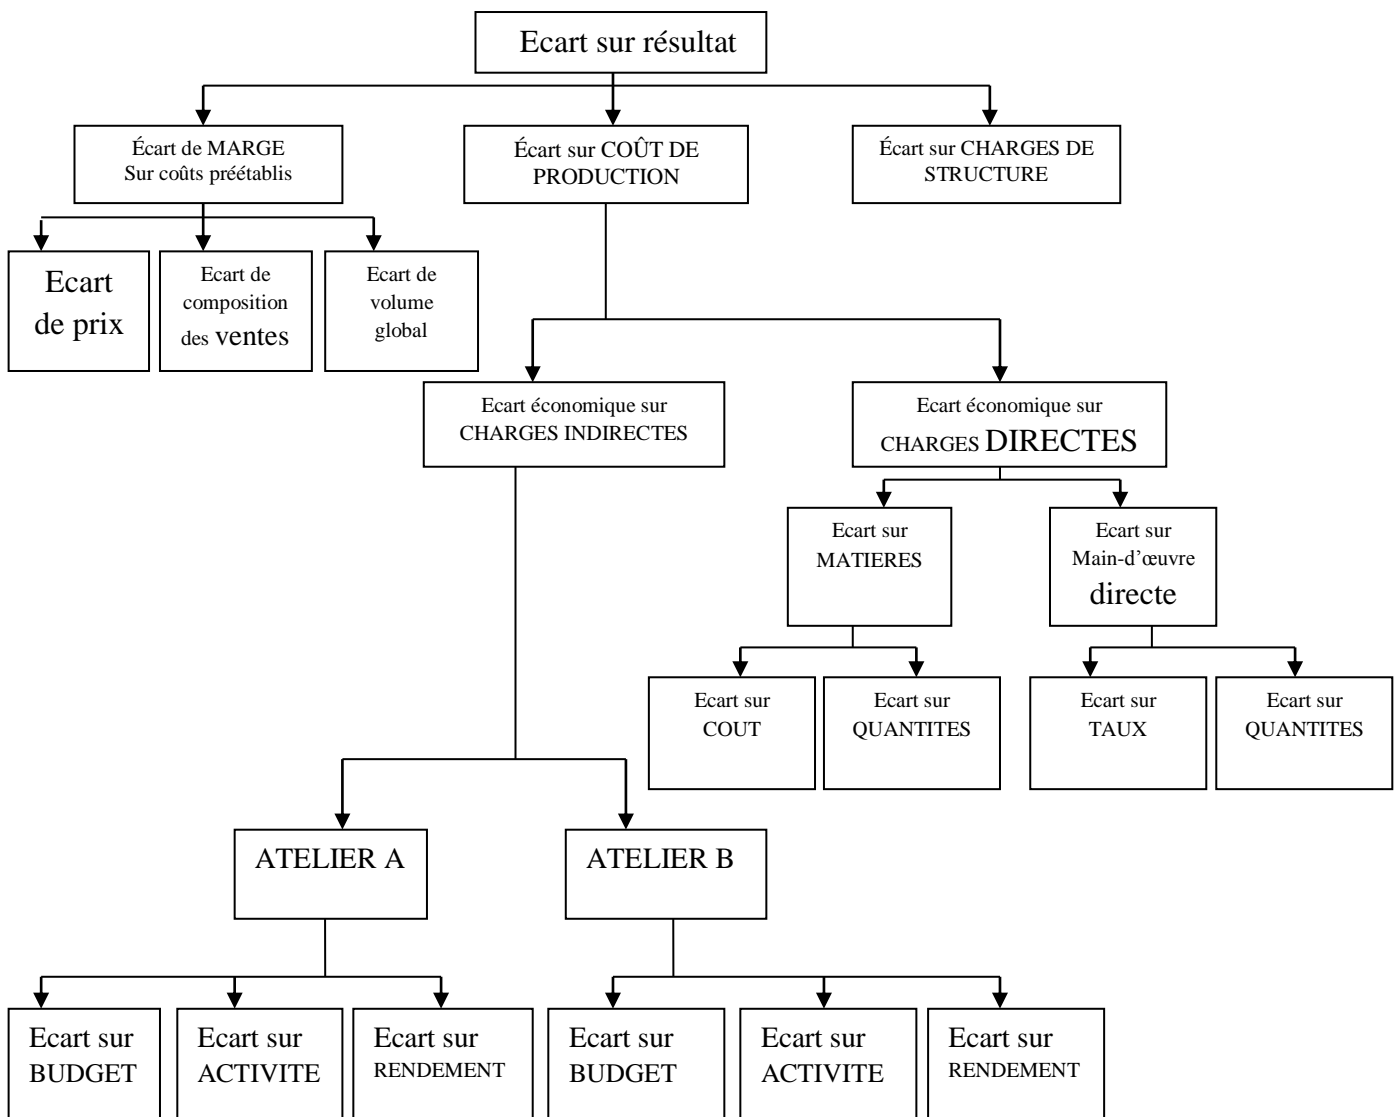 Ecart sur résultat
Écart de MARGE
Sur coûts préétablis
Écart sur COÛT DE
PRODUCTION
Écart sur CHARGES DE
STRUCTURE
Ecart
de prix
Ecart de
composition
des ventes
Ecart de
volume
global
Ecart économique sur
CHARGES INDIRECTES
Ecart économique sur
CHARGES DIRECTES
Ecart sur
MATIERES
Ecart sur
Main-d’œuvre
directe
Ecart sur
COUT
Ecart sur
QUANTITES
Ecart sur
TAUX
Ecart sur
QUANTITES
ATELIER A
ATELIER B
Ecart sur
BUDGET
Ecart sur
ACTIVITE
Ecart sur
RENDEMENT
Ecart sur
BUDGET
Ecart sur
ACTIVITE
Ecart sur
RENDEMENT